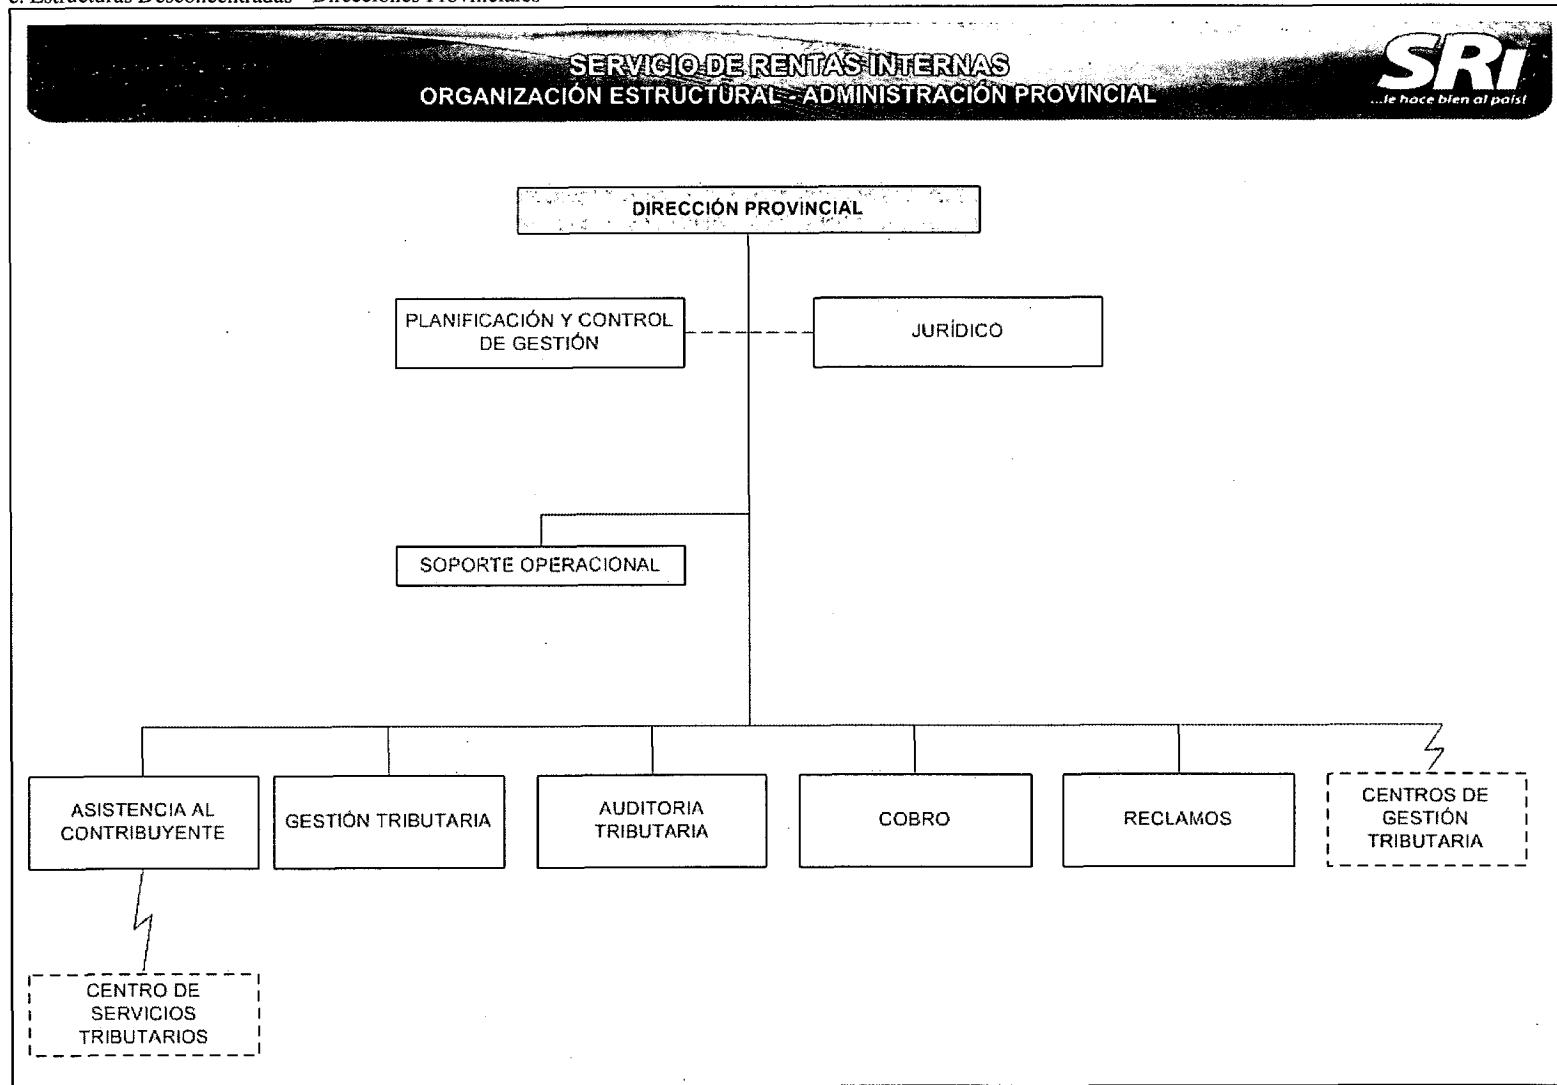 c. Estructuras Desconcentradas – Direcciones Provinciales
SERVICIO DE RENTAS INTERNAS
ORGANIZACIÓN ESTRUCTURAL - ADMINISTRACIÓN PROVINCIAL
SRi
...le hace bien al país!
DIRECCIÓN PROVINCIAL
PLANIFICACIÓN Y CONTROL
DE GESTIÓN
JURÍDICO
SOPORTE OPERACIONAL
ASISTENCIA AL
CONTRIBUYENTE
GESTIÓN TRIBUTARIA
AUDITORIA
TRIBUTARIA
COBRO
RECLAMOS
CENTROS DE
GESTIÓN
TRIBUTARIA
CENTRO DE
SERVICIOS
TRIBUTARIOS